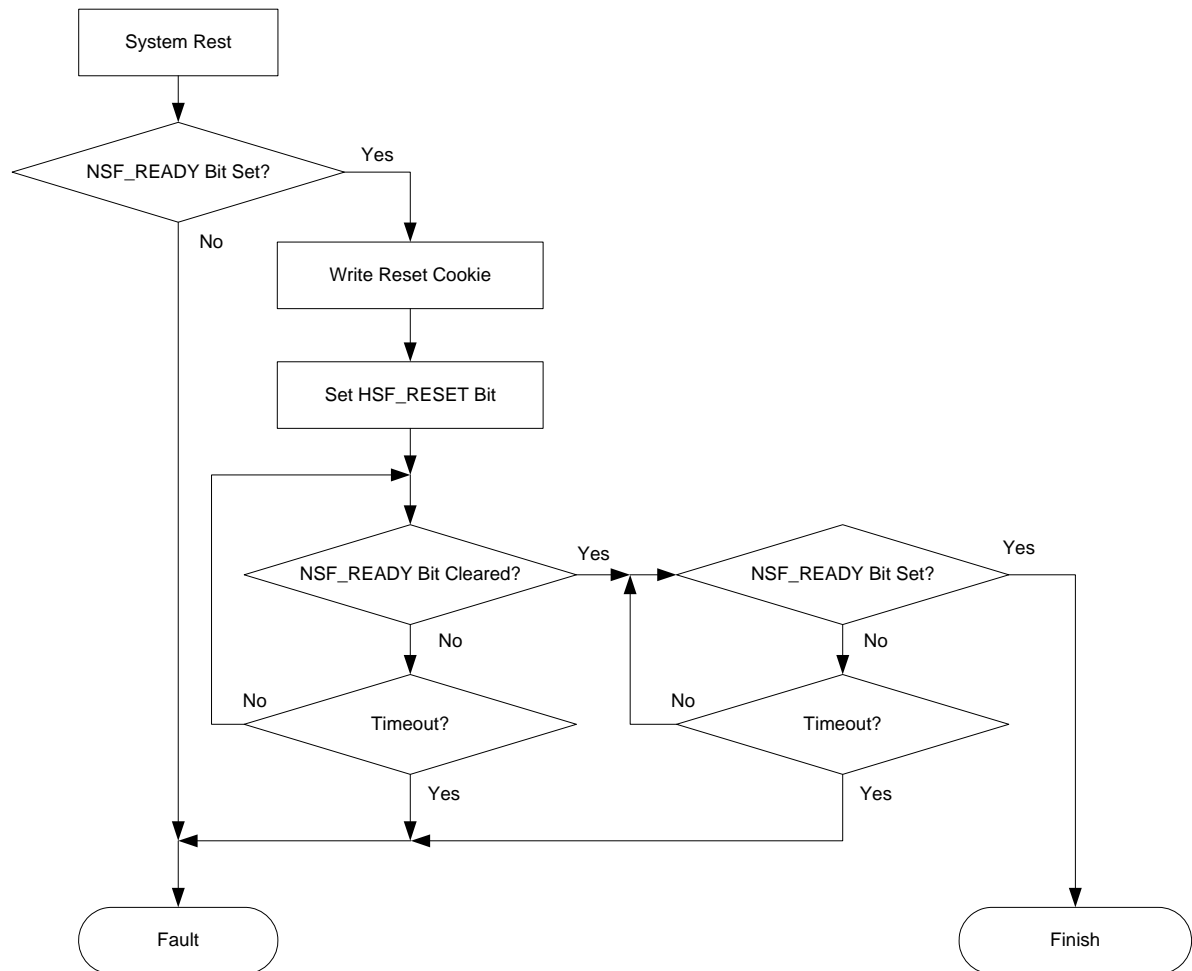 System Rest
NSF_READY Bit Set?
Yes
No
Write Reset Cookie
Set HSF_RESET Bit
NSF_READY Bit Cleared?
Yes
NSF_READY Bit Set?
Yes
No
No
No
Timeout?
No
Timeout?
Yes
Yes
Fault
Finish